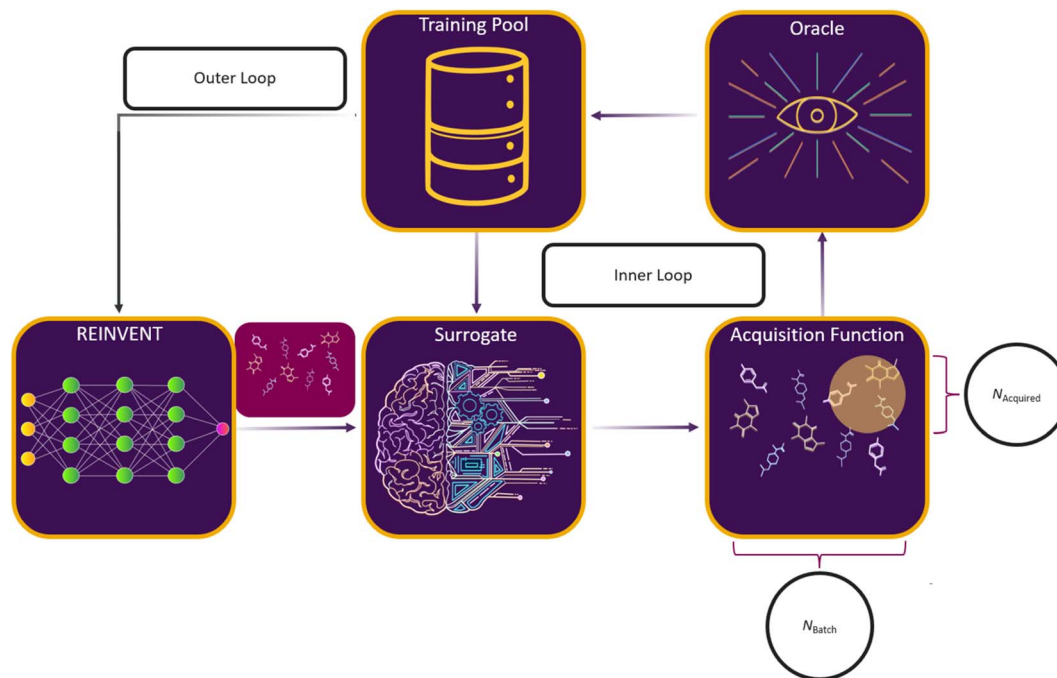 Training Pool
Oracle
Outer Loop
Inner Loop
REINVENT
Surrogate
Acquisition Function
NAcquired
NBatch